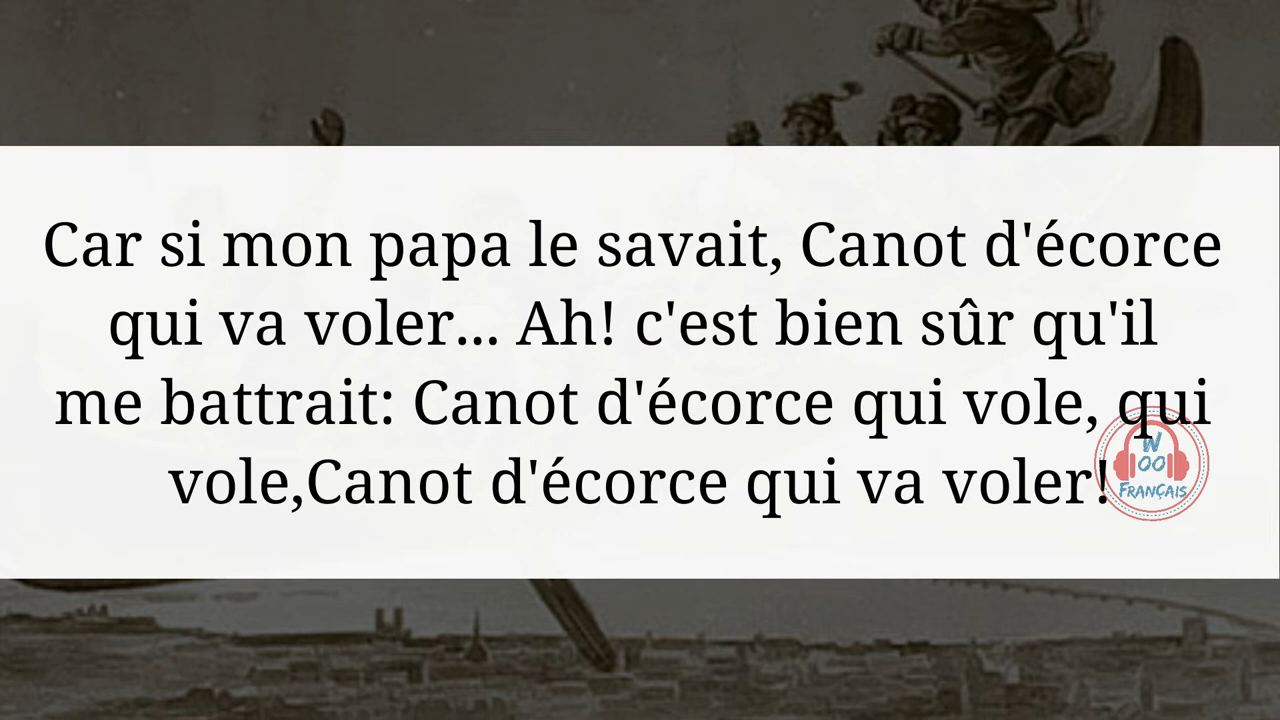 Car si mon papa le savait, Canot d'écorce
qui va voler... Ah! c'est bien sûr qu'il
me battrait: Canot d'écorce qui vole, qui
vole,Canot d'écorce qui va voler!
W
OO
FRANÇAIS